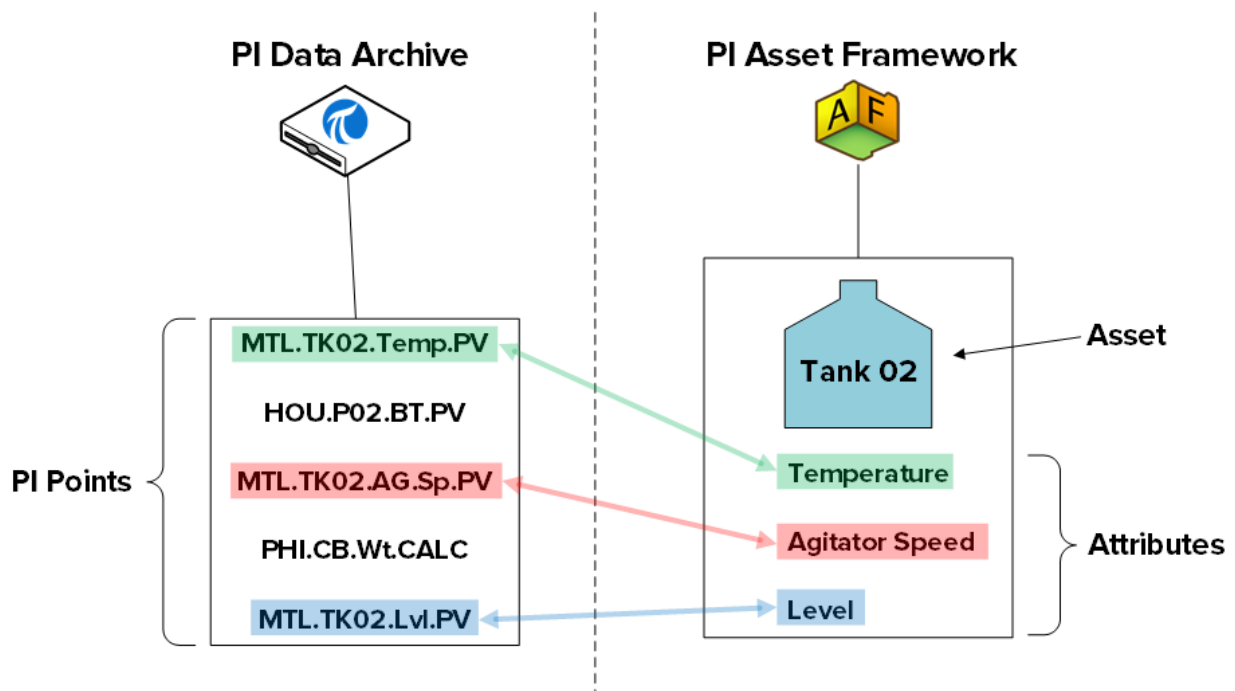 PI Data Archive
PI Points
MTL.TK02.Temp.PV
HOU.P02.BT.PV
MTL.TK02.AG.Sp.PV
PHI.CB.Wt.CALC
MTL.TK02.Lvl.PV
PI Asset Framework
A F
Tank 02
Asset
Temperature
Agitator Speed
Level
Attributes